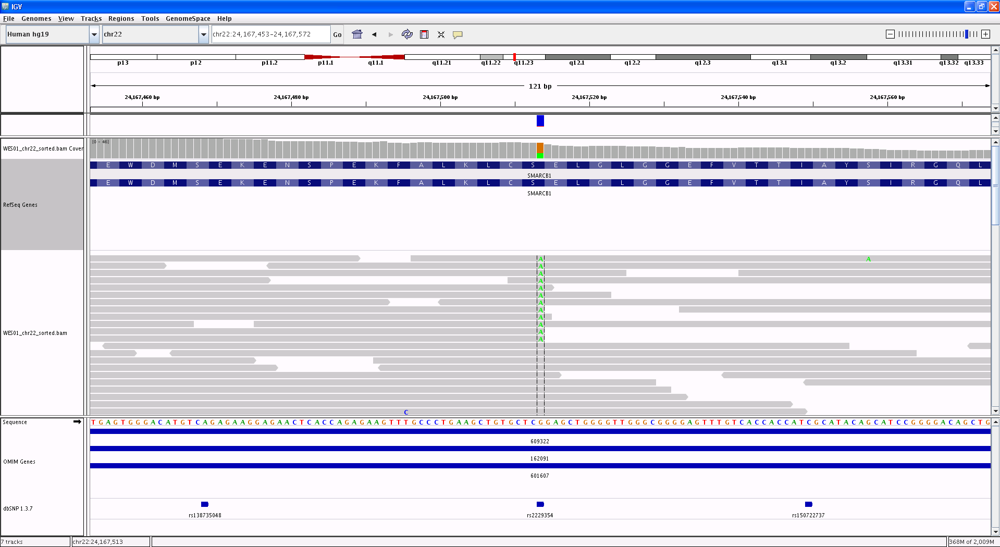 IGV
File Genomes View Tracks Regions Tools GenomeSpace Help
Human hg19 chr22 chr22:24,167,453-24,167,572 Go
p13 p12 p11.2 p11.1 q11.1 q11.21 q11.22 q11.23 q12.1 q12.2 q12.3 q13.1 q13.2 q13.31 q13.32 q13.33
121 bp
24,167,460 bp 24,167,480 bp 24,167,500 bp 24,167,520 bp 24,167,540 bp 24,167,560 bp
[0 - 46]
WES01_chr22_sorted.bam Cover
E W D M S E K E N S P E K F A L K L C S E L G L G G E F V T T I A Y S I R G Q L
SMARCB1
E W D M S E K E N S P E K F A L K L C S E L G L G G E F V T T I A Y S I R G Q L
SMARCB1
RefSeq Genes
A A
A
A
A
A
A
A
A
A
A
A
WES01_chr22_sorted.bam
A
C
Sequence T G A G T G G G A C A T G T C A G A G A A G G A G A A C T C A C C A G A G A A G T T T G C C C T G A A G C T G T G C T C G G A G C T G G G G T T G G G C G G G G A G T T T G T C A C C A C C A T C G C A T A C A G C A T C C G G G G A C A G C T G
609322
162091
OMIM Genes
601607
dbSNP 1.3.7
rs138735048 rs2229354 rs150722737
7 tracks chr22:24,167,513 368M of 2,009M